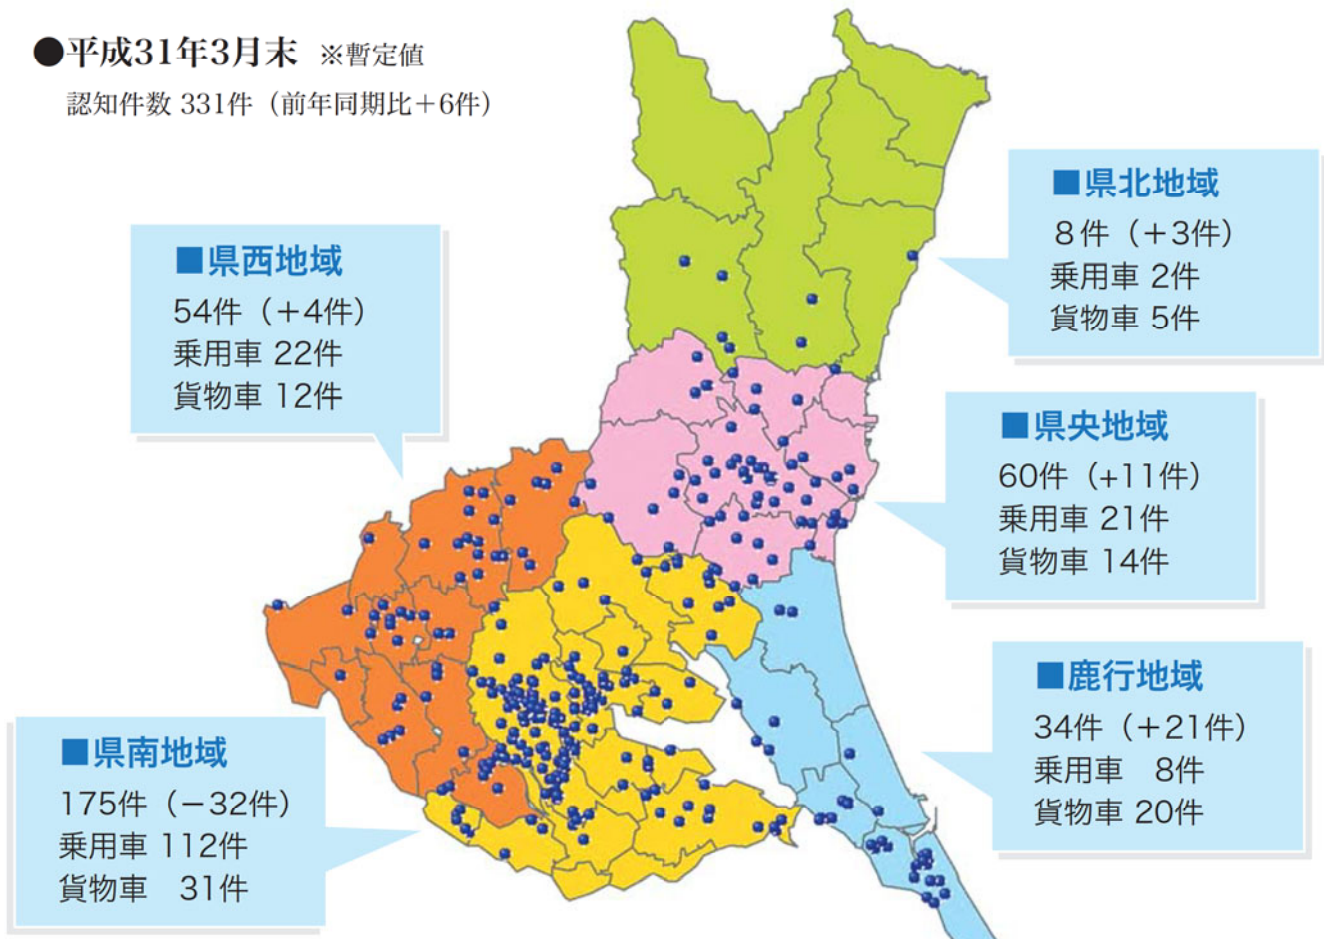 ●平成31年3月末 ※暫定値
認知件数 331件（前年同期比＋6件）
■県北地域
8件（＋3件）
乗用車 2件
貨物車 5件
■県西地域
54件（＋4件）
乗用車 22件
貨物車 12件
■県央地域
60件（+11件）
乗用車 21件
貨物車 14件
■鹿行地域
34件（＋21件）
乗用車　8件
貨物車 20件
■県南地域
175件（－32件）
乗用車 112件
貨物車　31件